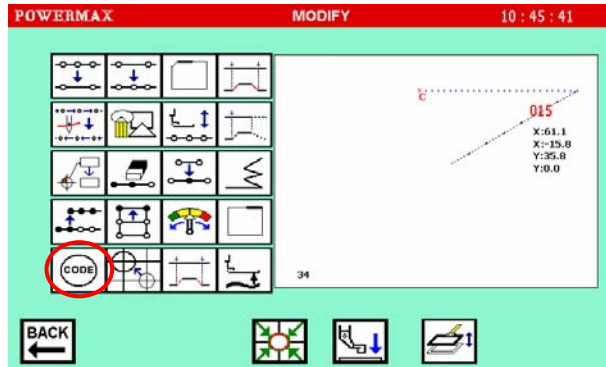 POWERMAX MODIFY 10 : 45 : 41
C
015
X:61.1
X:-15.8
Y:35.8
Y:0.0
CODE
34
BACK